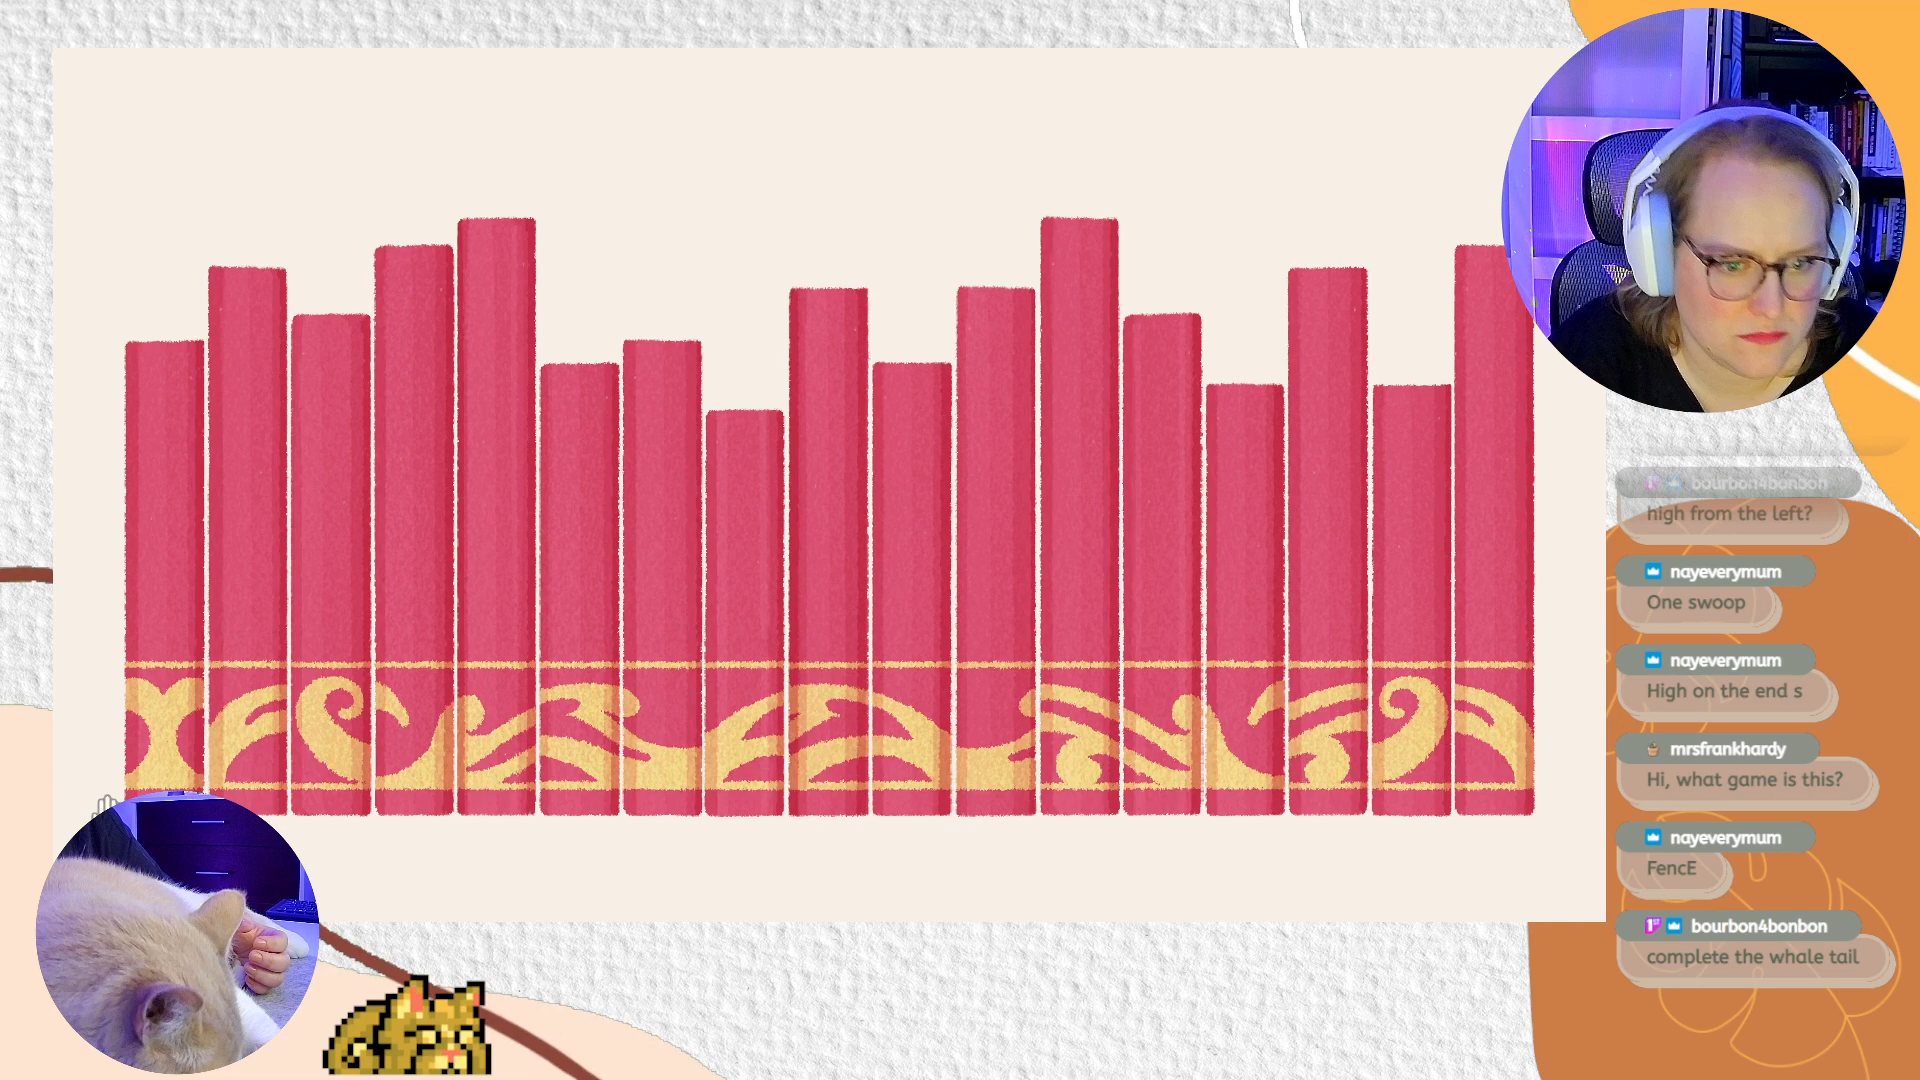 bourbon4bonbon
high from the left?
nayeverymum
One swoop
nayeverymum
High on the end s
mrsfrankhardy
Hi, what game is this?
nayeverymum
FencE
bourbon4bonbon
complete the whale tail